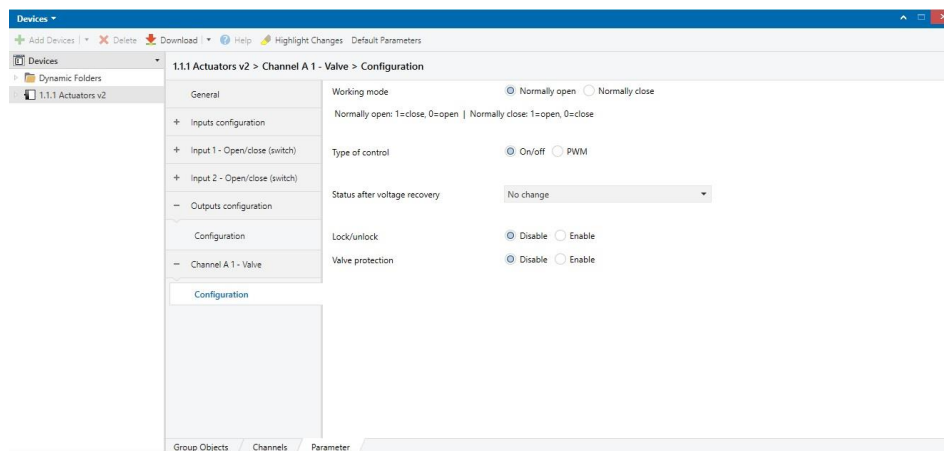 Devices
Add Devices | Delete Download | Help Highlight Changes Default Parameters
Devices
Dynamic Folders
1.1.1 Actuators v2
1.1.1 Actuators v2 > Channel A 1 - Valve > Configuration
General
+ Inputs configuration
+ Input 1 - Open/close (switch)
+ Input 2 - Open/close (switch)
− Outputs configuration
Configuration
− Channel A 1 - Valve
Configuration
Working mode Normally open Normally close
Normally open: 1=close, 0=open | Normally close: 1=open, 0=close
Type of control On/off PWM
Status after voltage recovery No change
Lock/unlock Disable Enable
Valve protection Disable Enable
Group Objects Channels Parameter